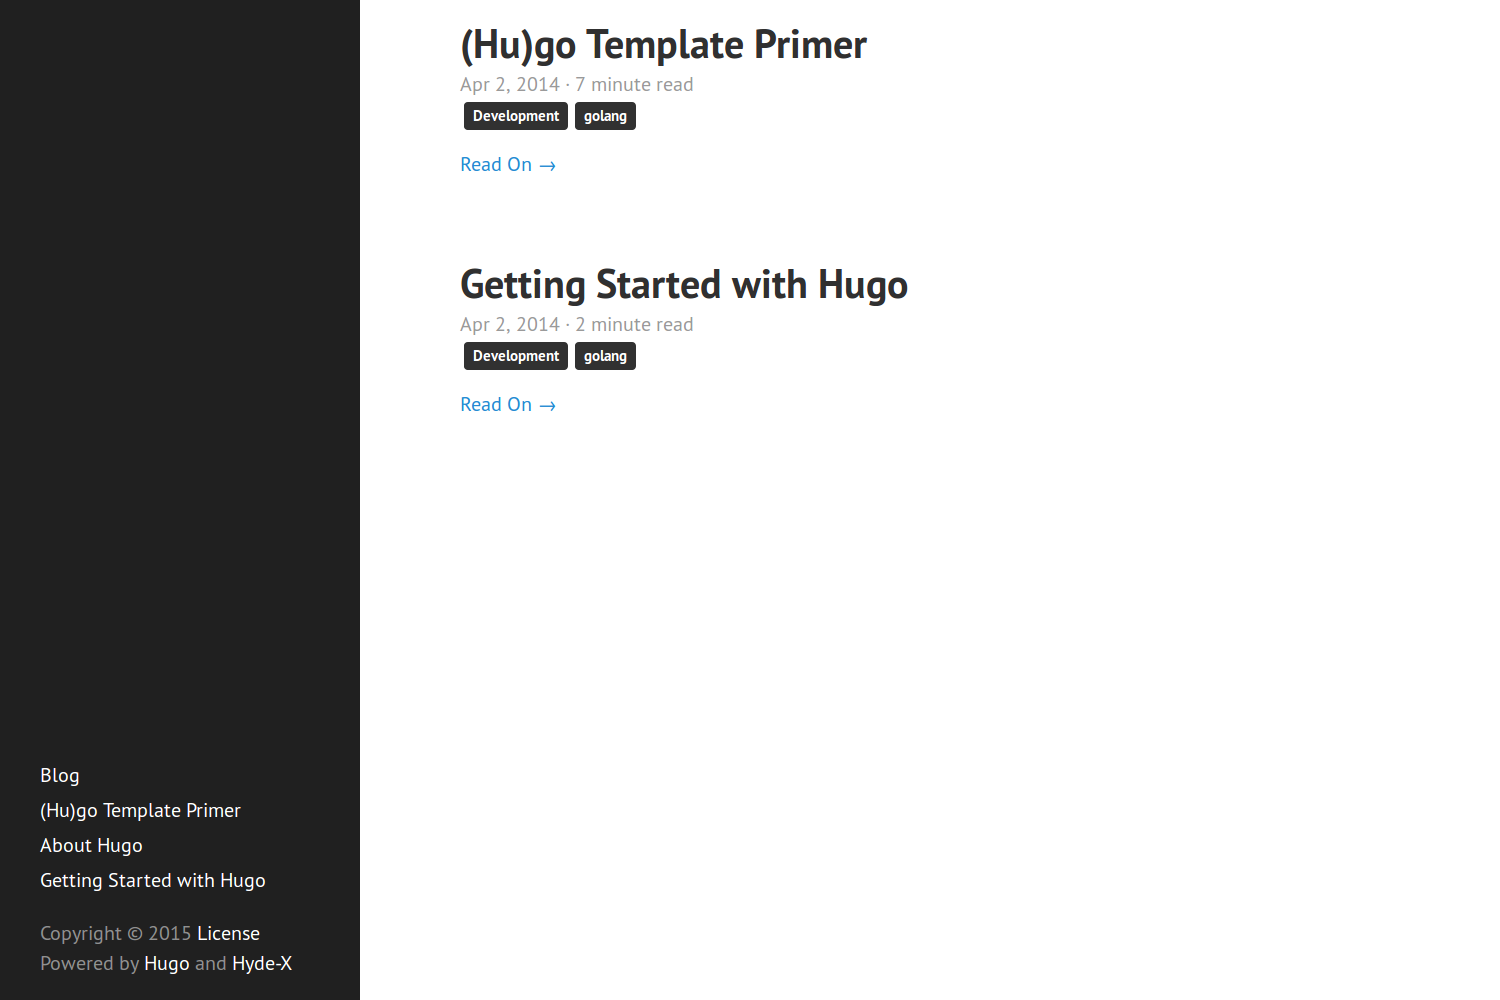 (Hu)go Template Primer
Apr 2, 2014 · 7 minute read
Development golang
Read On →
Getting Started with Hugo
Apr 2, 2014 · 2 minute read
Development golang
Read On →
Blog
(Hu)go Template Primer
About Hugo
Getting Started with Hugo
Copyright © 2015 License
Powered by Hugo and Hyde-X